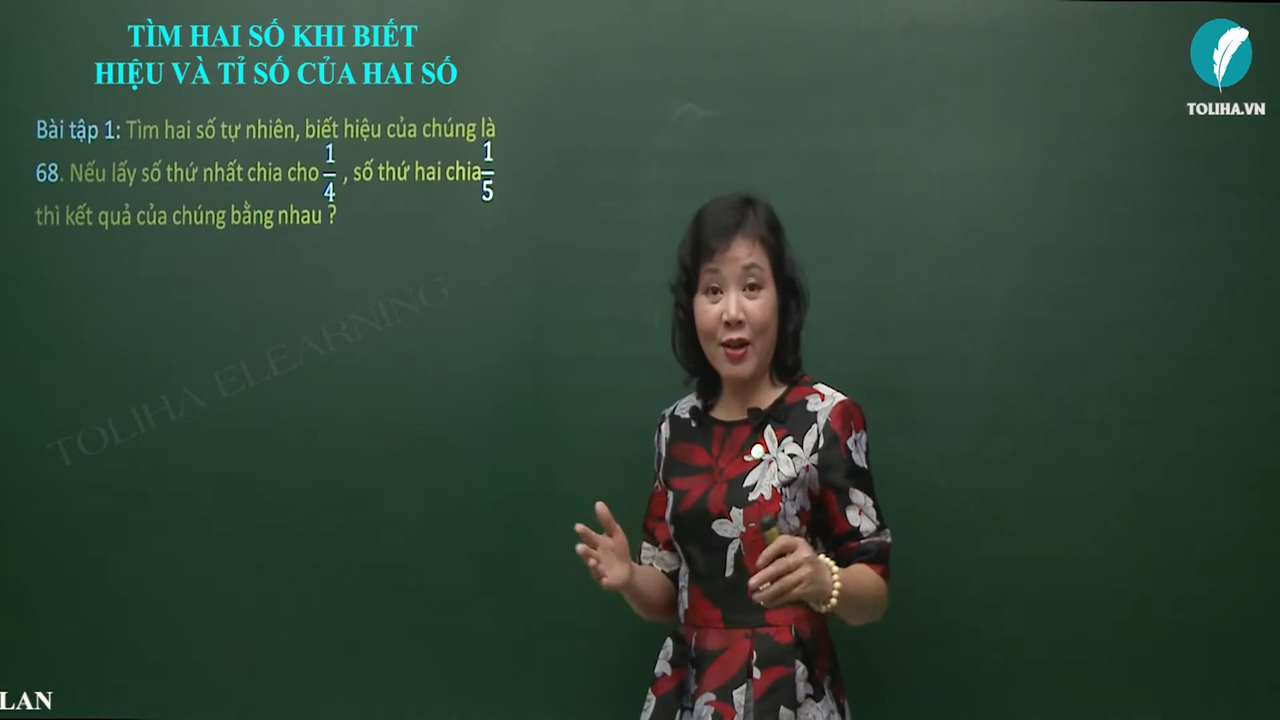 TÌM HAI SỐ KHI BIẾT
HIỆU VÀ TỈ SỐ CỦA HAI SỐ
TOLIHA.VN
Bài tập 1: Tìm hai số tự nhiên, biết hiệu của chúng là
68. Nếu lấy số thứ nhất chia cho 1/4 , số thứ hai chia 1/5
thì kết quả của chúng bằng nhau ?
TOLIHA ELEARNING
LAN